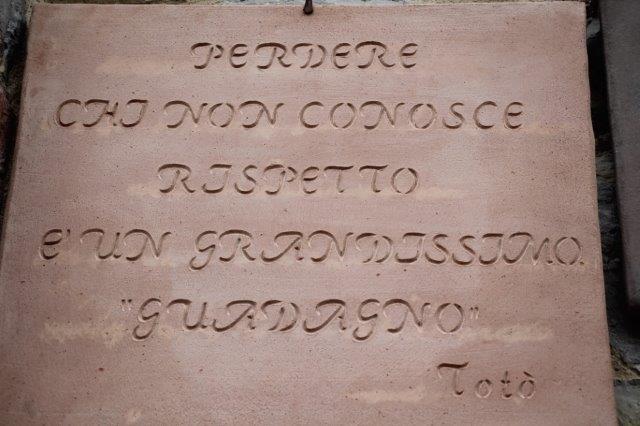 PERDERE
CHI NON CONOSCE
RISPETTO
E' UN GRANDISSIMO
"GUADAGNO"
Totò